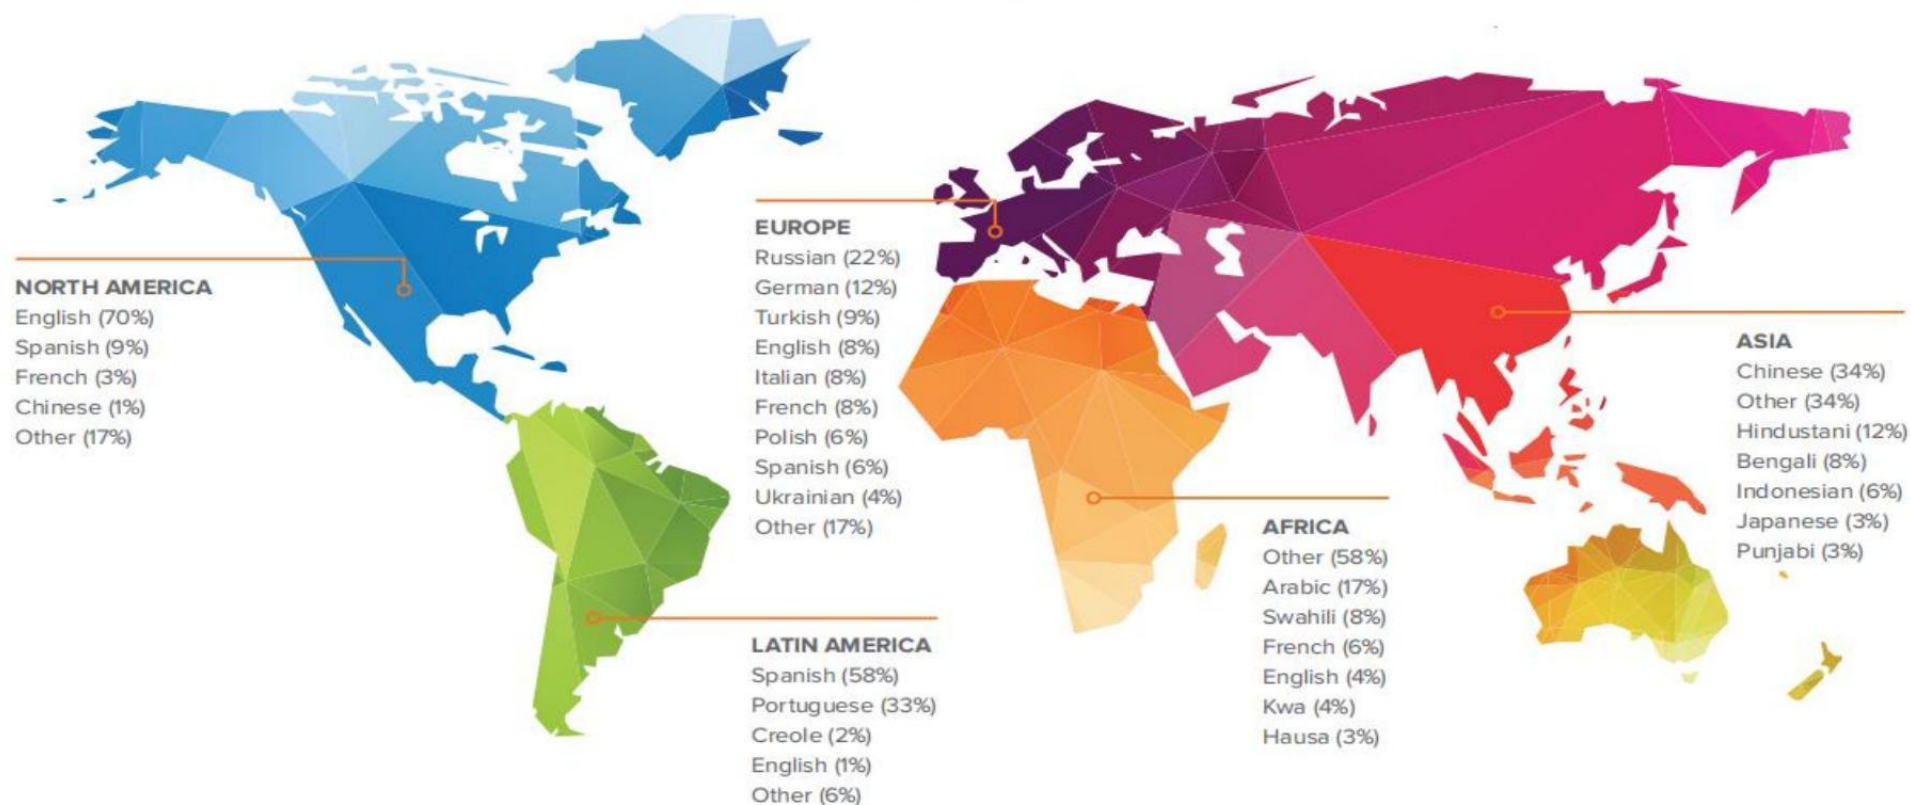 NORTH AMERICA
English (70%)
Spanish (9%)
French (3%)
Chinese (1%)
Other (17%)
EUROPE
Russian (22%)
German (12%)
Turkish (9%)
English (8%)
Italian (8%)
French (8%)
Polish (6%)
Spanish (6%)
Ukrainian (4%)
Other (17%)
LATIN AMERICA
Spanish (58%)
Portuguese (33%)
Creole (2%)
English (1%)
Other (6%)
AFRICA
Other (58%)
Arabic (17%)
Swahili (8%)
French (6%)
English (4%)
Kwa (4%)
Hausa (3%)
ASIA
Chinese (34%)
Other (34%)
Hindustani (12%)
Bengali (8%)
Indonesian (6%)
Japanese (3%)
Punjabi (3%)